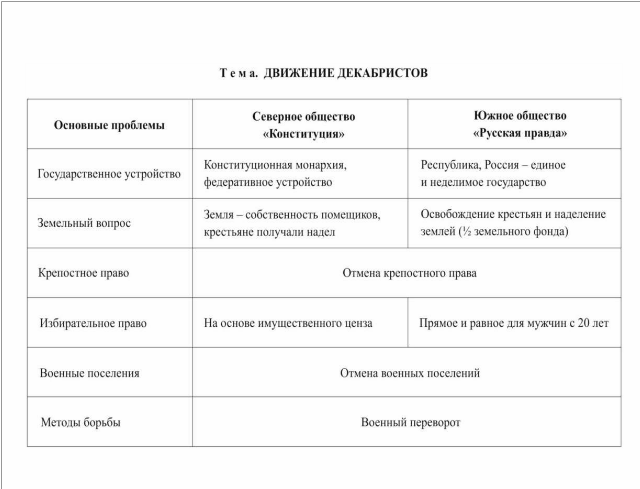 Т е м а. ДВИЖЕНИЕ ДЕКАБРИСТОВ
Основные проблемы
Северное общество
«Конституция»
Южное общество
«Русская правда»
Государственное устройство
Конституционная монархия,
федеративное устройство
Республика, Россия – единое
и неделимое государство
Земельный вопрос
Земля – собственность помещиков,
крестьяне получали надел
Освобождение крестьян и наделение
землей (½ земельного фонда)
Крепостное право
Отмена крепостного права
Избирательное право
На основе имущественного ценза
Прямое и равное для мужчин с 20 лет
Военные поселения
Отмена военных поселений
Методы борьбы
Военный переворот